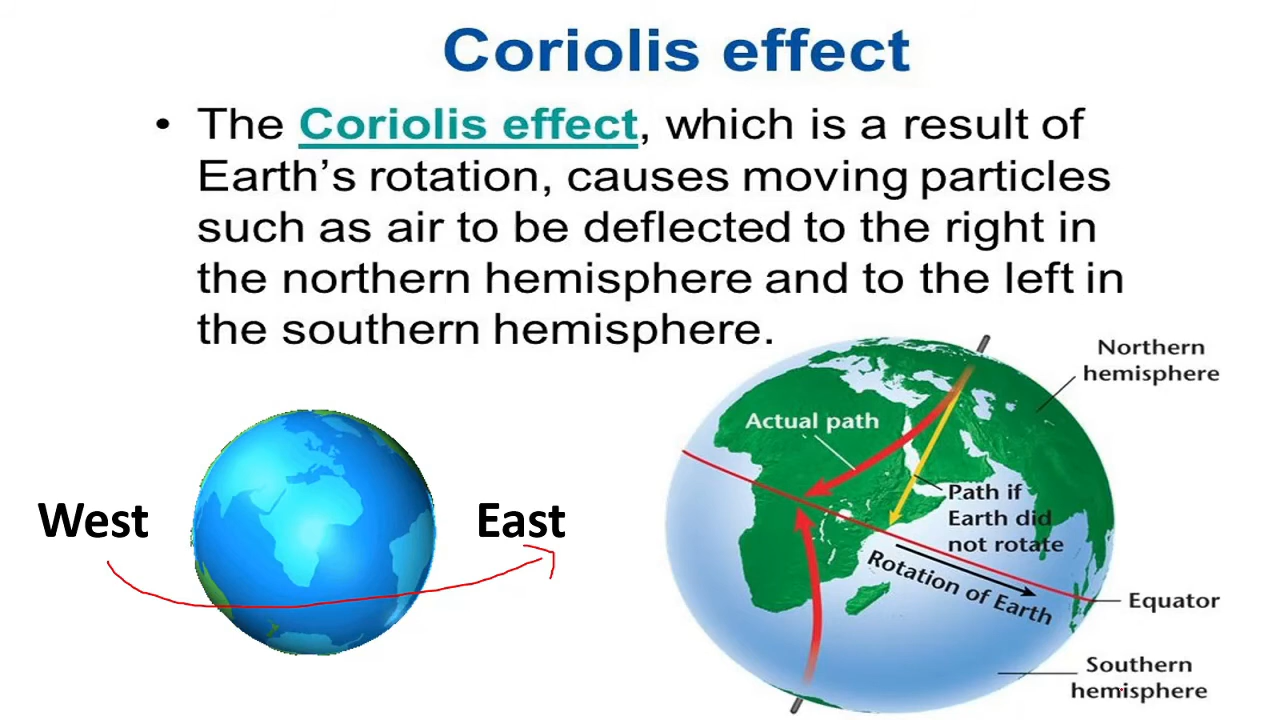 Coriolis effect
• The Coriolis effect, which is a result of
Earth's rotation, causes moving particles
such as air to be deflected to the right in
the northern hemisphere and to the left in
the southern hemisphere.
West
East
Northern
hemisphere
Actual path
Path if
Earth did
not rotate
Rotation of Earth
Equator
Southern
hemisphere